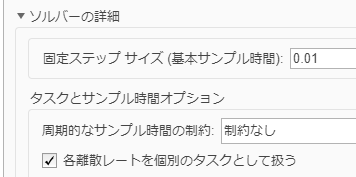 ソルバーの詳細
固定ステップ サイズ (基本サンプル時間): 0.01
タスクとサンプル時間オプション
周期的なサンプル時間の制約: 制約なし
各離散レートを個別のタスクとして扱う